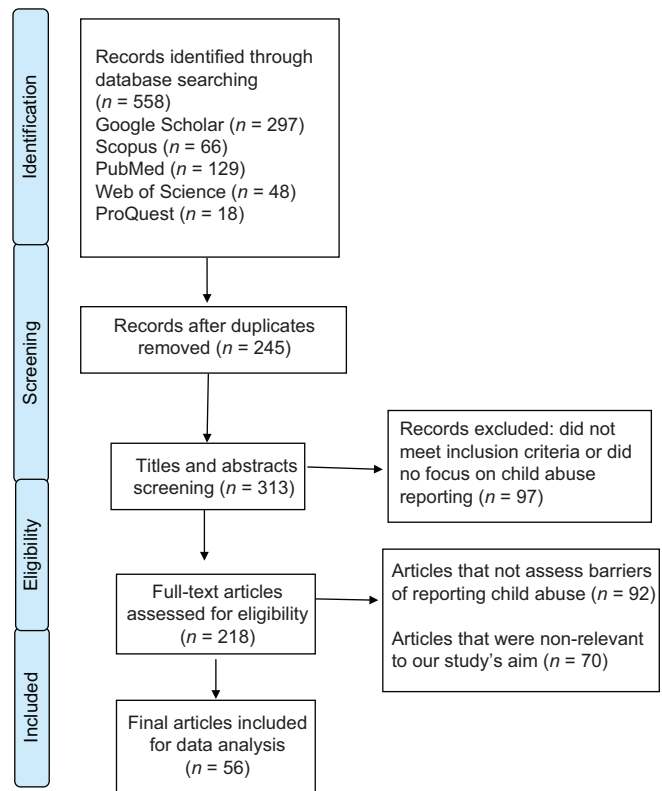 Identification
Records identified through
database searching
(n = 558)
Google Scholar (n = 297)
Scopus (n = 66)
PubMed (n = 129)
Web of Science (n = 48)
ProQuest (n = 18)
Screening
Records after duplicates
removed (n = 245)
Titles and abstracts
screening (n = 313)
Records excluded: did not
meet inclusion criteria or did
no focus on child abuse
reporting (n = 97)
Eligibility
Full-text articles
assessed for eligibility
(n = 218)
Articles that not assess barriers
of reporting child abuse (n = 92)
Articles that were non-relevant
to our study's aim (n = 70)
Included
Final articles included
for data analysis
(n = 56)